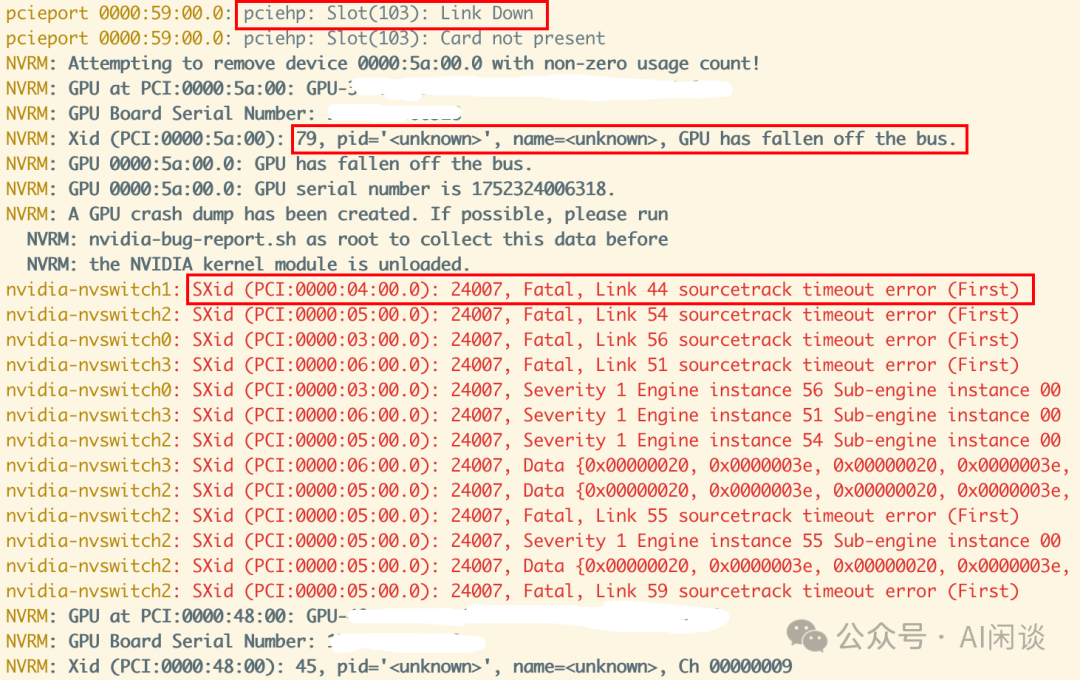 pcieport 0000:59:00.0: pciehp: Slot(103): Link Down
pcieport 0000:59:00.0: pciehp: Slot(103): Card not present
NVRM: Attempting to remove device 0000:5a:00.0 with non-zero usage count!
NVRM: GPU at PCI:0000:5a:00: GPU-
NVRM: GPU Board Serial Number:
NVRM: Xid (PCI:0000:5a:00): 79, pid='<unknown>', name=<unknown>, GPU has fallen off the bus.
NVRM: GPU 0000:5a:00.0: GPU has fallen off the bus.
NVRM: GPU 0000:5a:00.0: GPU serial number is 1752324006318.
NVRM: A GPU crash dump has been created. If possible, please run
NVRM: nvidia-bug-report.sh as root to collect this data before
NVRM: the NVIDIA kernel module is unloaded.
nvidia-nvswitch1: SXid (PCI:0000:04:00.0): 24007, Fatal, Link 44 sourcetrack timeout error (First)
nvidia-nvswitch2: SXid (PCI:0000:05:00.0): 24007, Fatal, Link 54 sourcetrack timeout error (First)
nvidia-nvswitch0: SXid (PCI:0000:03:00.0): 24007, Fatal, Link 56 sourcetrack timeout error (First)
nvidia-nvswitch3: SXid (PCI:0000:06:00.0): 24007, Fatal, Link 51 sourcetrack timeout error (First)
nvidia-nvswitch0: SXid (PCI:0000:03:00.0): 24007, Severity 1 Engine instance 56 Sub-engine instance 00
nvidia-nvswitch3: SXid (PCI:0000:06:00.0): 24007, Severity 1 Engine instance 51 Sub-engine instance 00
nvidia-nvswitch2: SXid (PCI:0000:05:00.0): 24007, Severity 1 Engine instance 54 Sub-engine instance 00
nvidia-nvswitch3: SXid (PCI:0000:06:00.0): 24007, Data {0x00000020, 0x0000003e, 0x00000020, 0x0000003e,
nvidia-nvswitch2: SXid (PCI:0000:05:00.0): 24007, Data {0x00000020, 0x0000003e, 0x00000020, 0x0000003e,
nvidia-nvswitch2: SXid (PCI:0000:05:00.0): 24007, Fatal, Link 55 sourcetrack timeout error (First)
nvidia-nvswitch2: SXid (PCI:0000:05:00.0): 24007, Severity 1 Engine instance 55 Sub-engine instance 00
nvidia-nvswitch2: SXid (PCI:0000:05:00.0): 24007, Data {0x00000020, 0x0000003e, 0x00000020, 0x0000003e,
nvidia-nvswitch2: SXid (PCI:0000:05:00.0): 24007, Fatal, Link 59 sourcetrack timeout error (First)
NVRM: GPU at PCI:0000:48:00: GPU-
NVRM: GPU Board Serial Number:
NVRM: Xid (PCI:0000:48:00): 45, pid='<unknown>', name=<unknown>, Ch 00000009
公众号 · AI闲谈